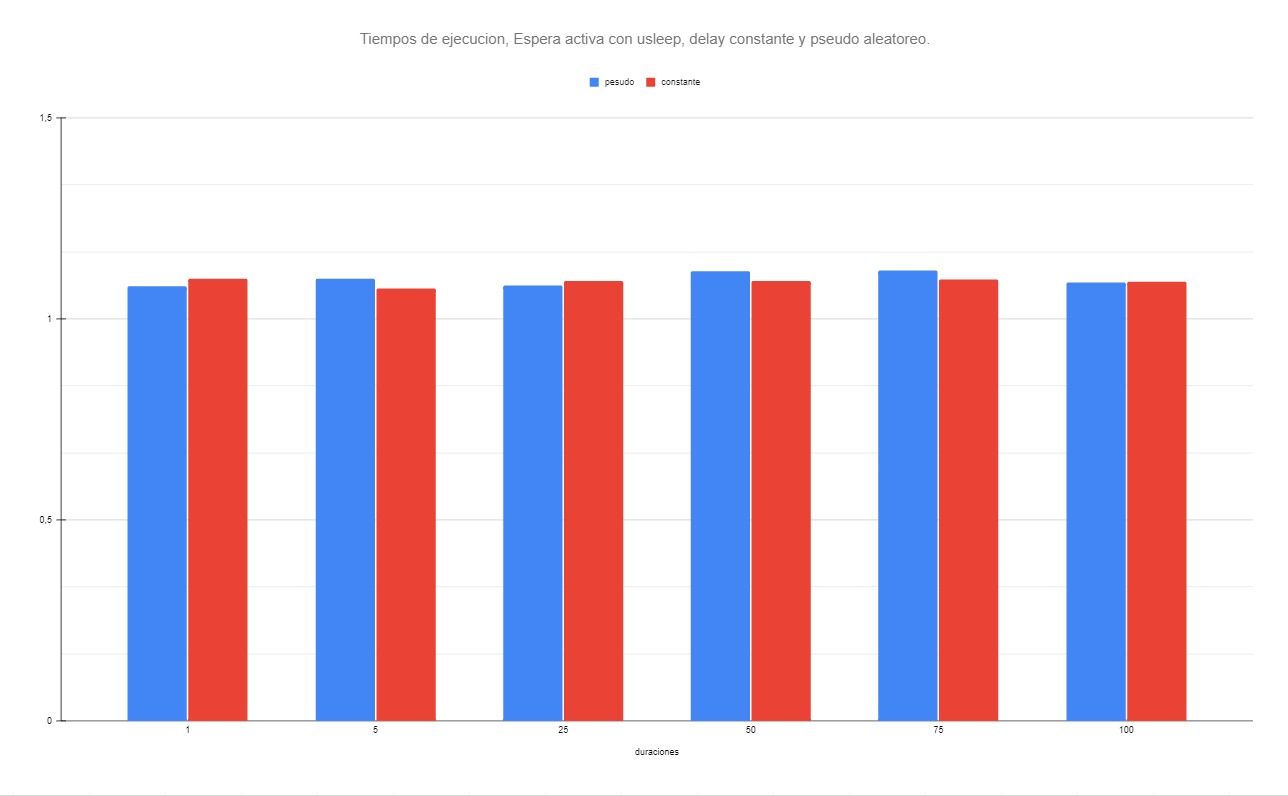 Tiempos de ejecucion, Espera activa con usleep, delay constante y pseudo aleatoreo.
pesudo constante
1,5
1
0,5
0
1 5 25 50 75 100
duraciones